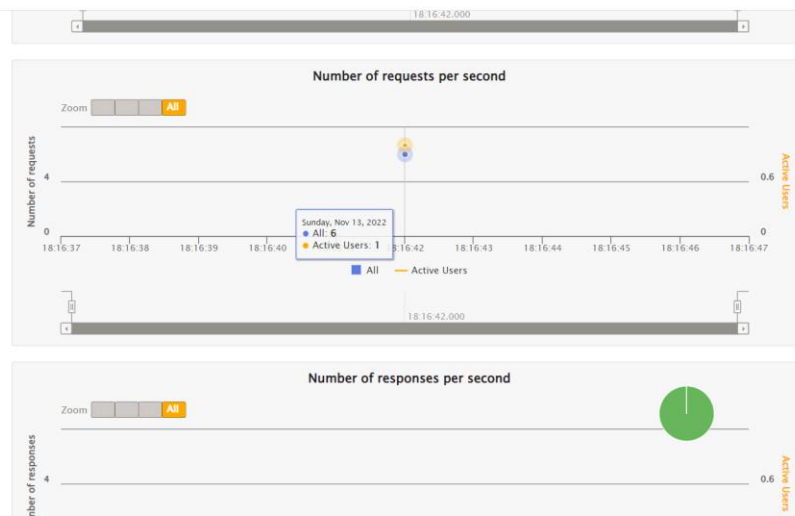 18:16:42.000
Number of requests per second
Zoom All
Number of requests
4
0
0.6
0
Active Users
Sunday, Nov 13, 2022
All: 6
Active Users: 1
18:16:37 18:16:38 18:16:39 18:16:40 18:16:42 18:16:43 18:16:44 18:16:45 18:16:46 18:16:47
All Active Users
18:16:42.000
Number of responses per second
Zoom All
of responses
4
0.6
Active Users